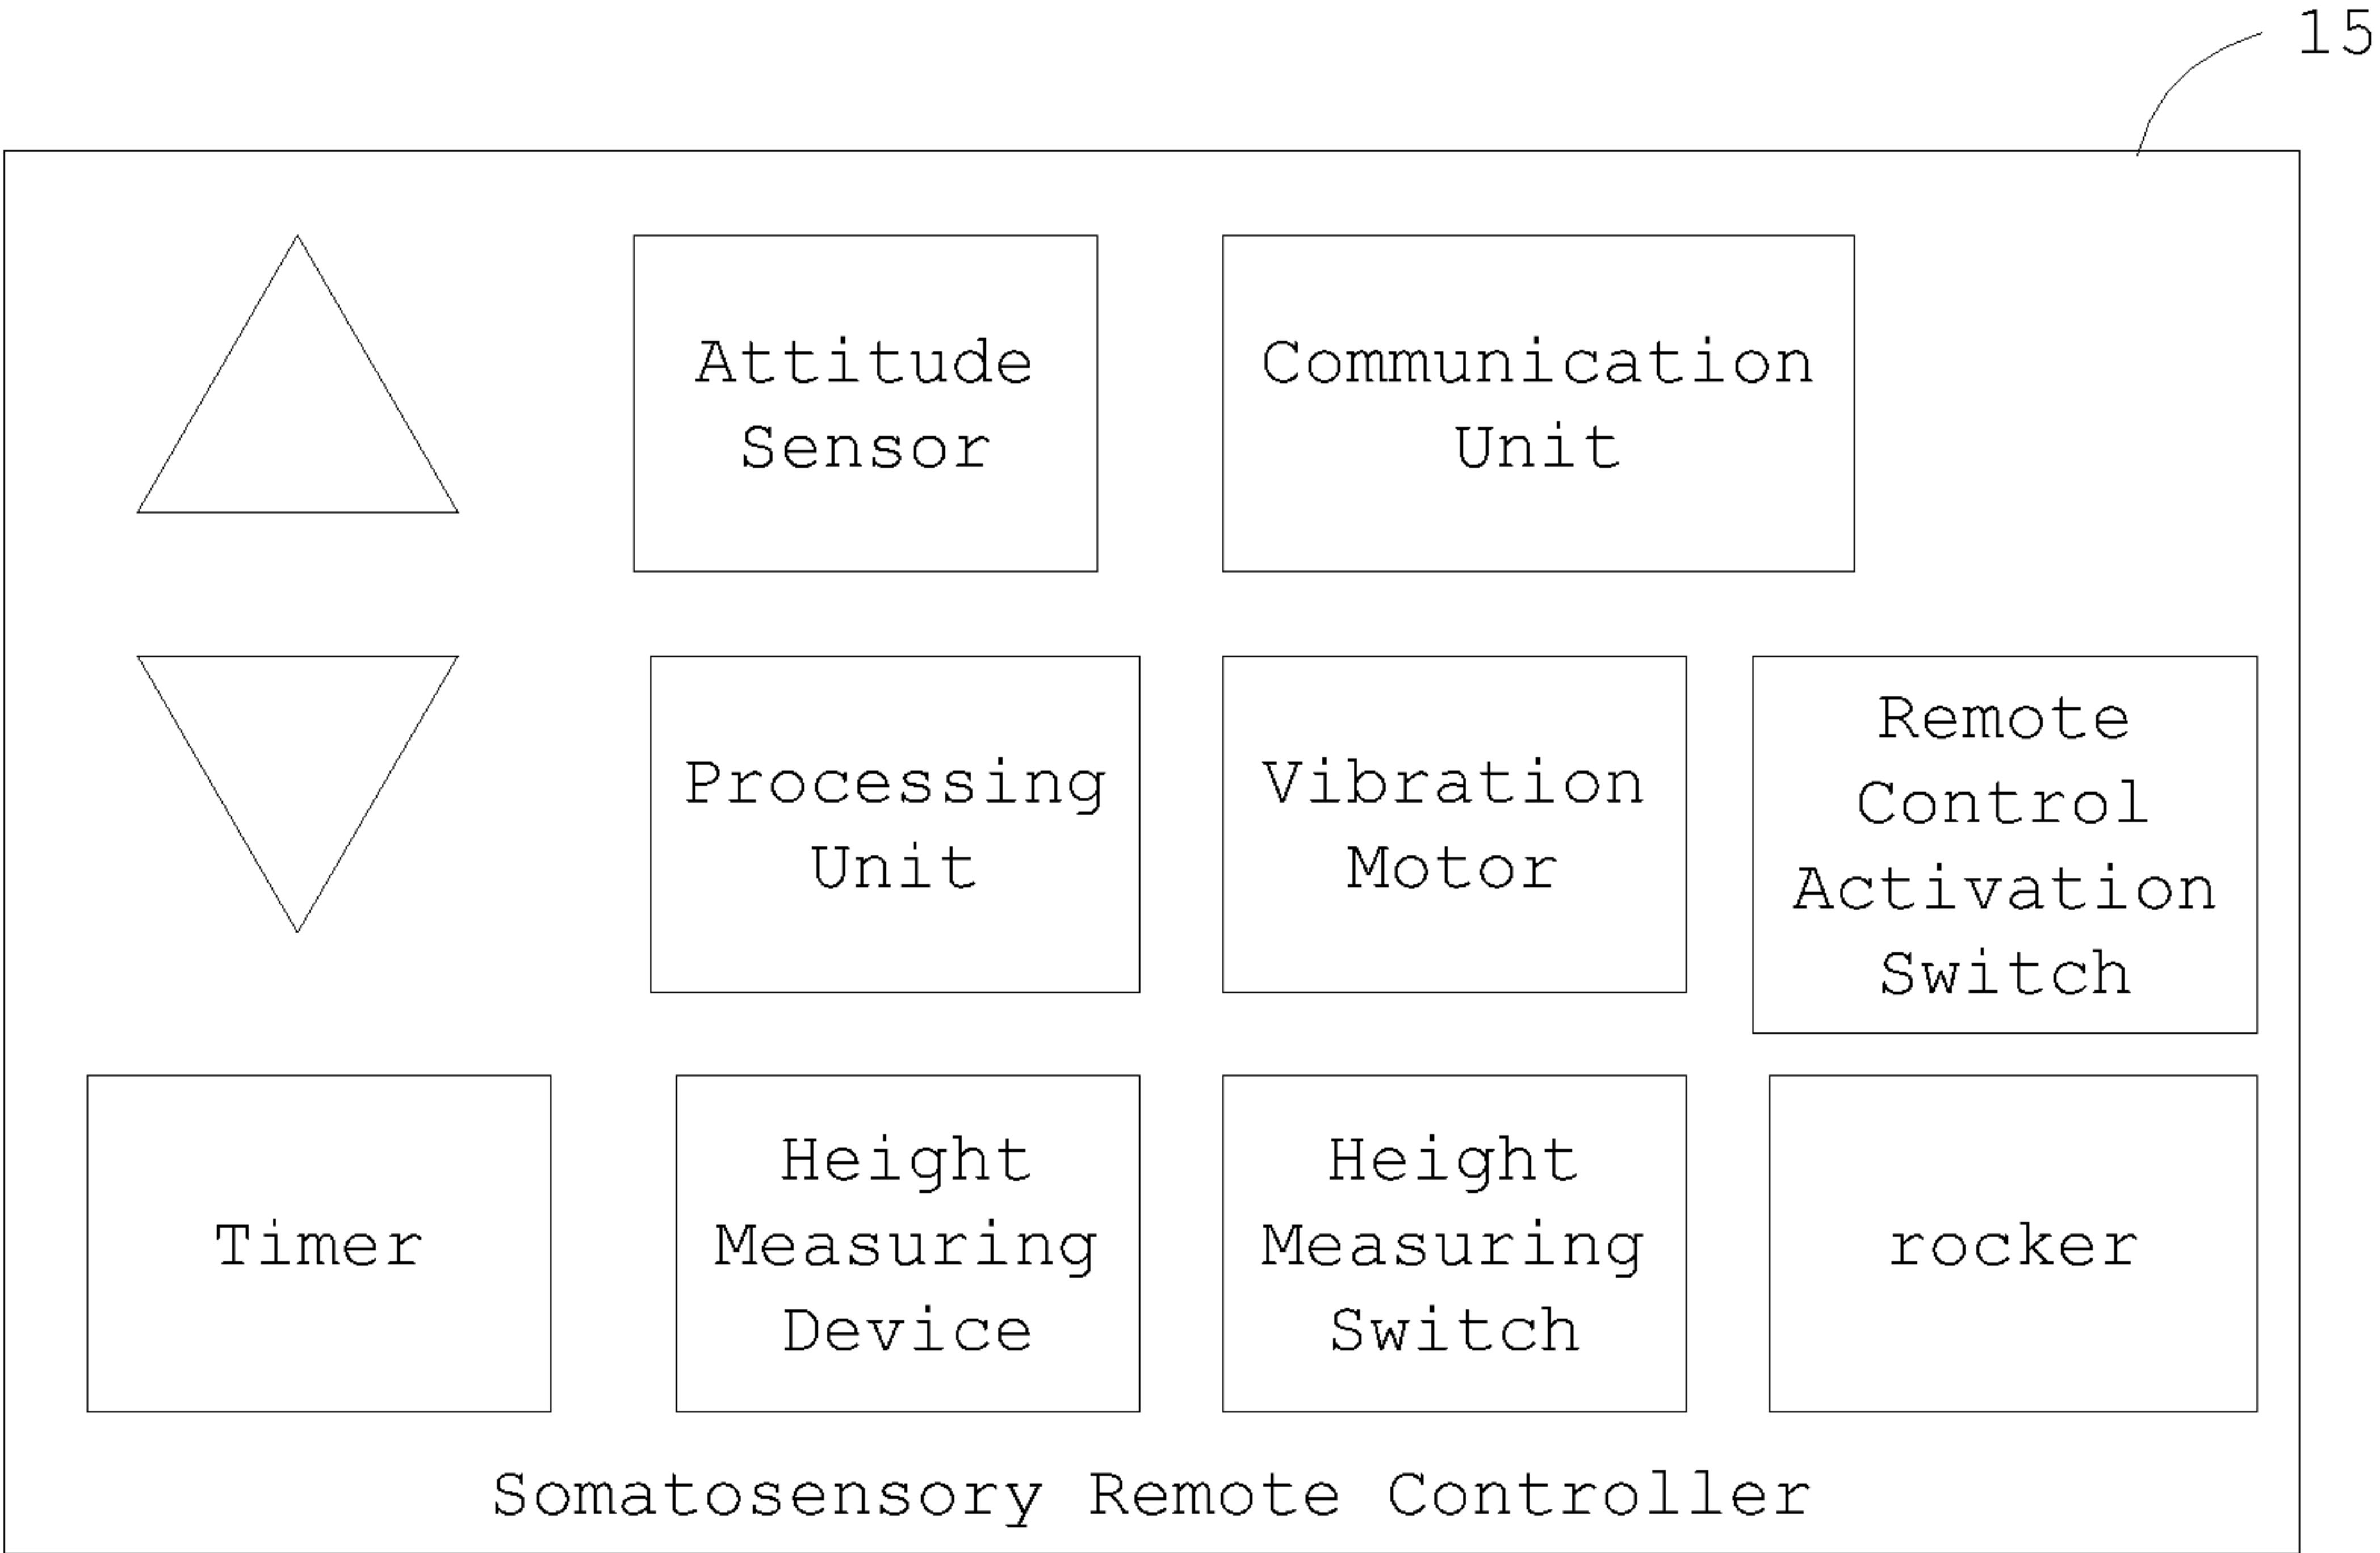 15
Attitude
Sensor
Communication
Unit
Processing
Unit
Vibration
Motor
Remote
Control
Activation
Switch
Timer
Height
Measuring
Device
Height
Measuring
Switch
rocker
Somatosensory Remote Controller